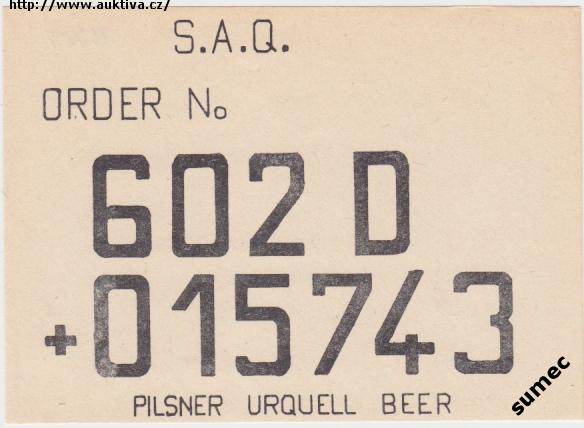 http://www.auktiva.cz/
S.A.Q.
ORDER No
602 D
+015743
PILSNER URQUELL BEER
sumec